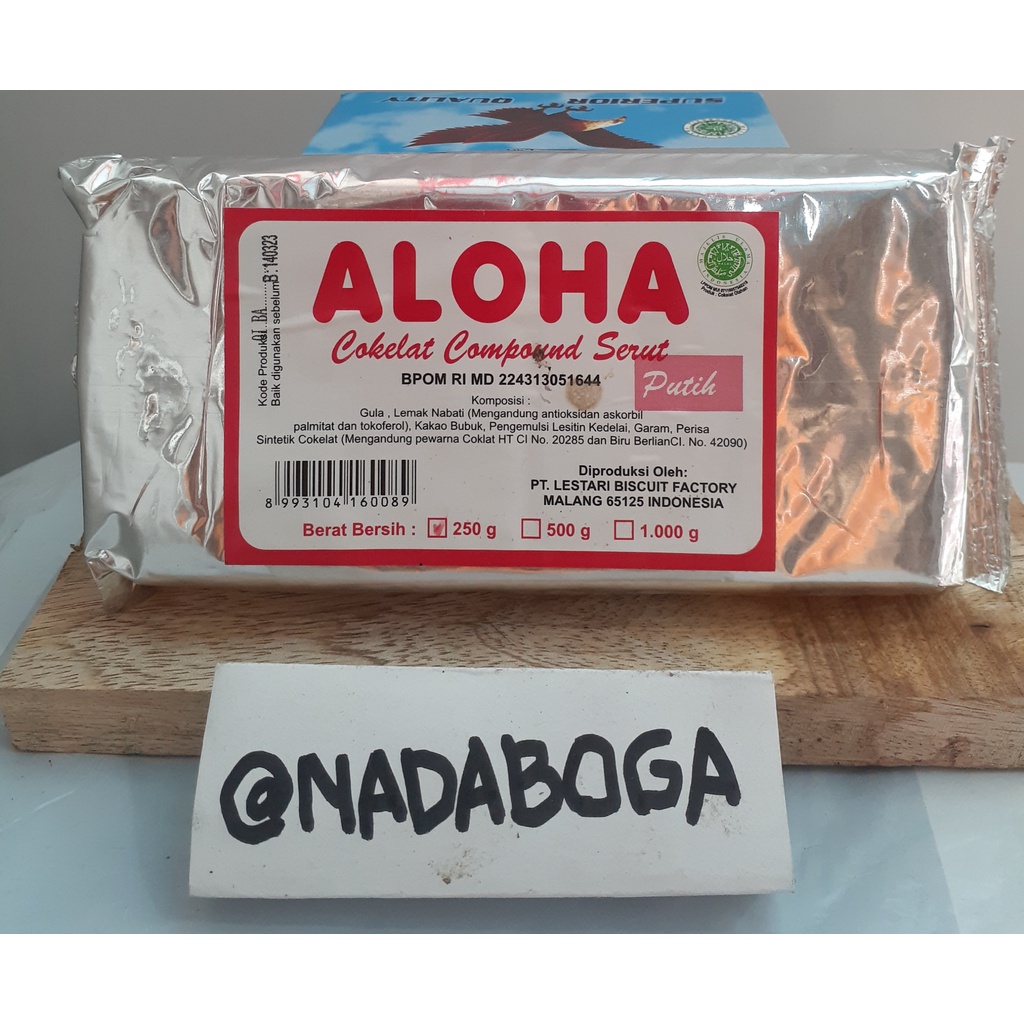 SUPERIOR QUALITY
ALOHA
Cokelat Compound Serut
Putih
BPOM RI MD 224313051644
Kode Produksi
Baik digunakan sebelum B:140323
Komposisi :
Gula , Lemak Nabati (Mengandung antioksidan askorbil
palmitat dan tokoferol), Kakao Bubuk, Pengemulsi Lesitin Kedelai, Garam, Perisa
Sintetik Cokelat (Mengandung pewarna Coklat HT CI No. 20285 dan Biru BerlianCI. No. 42090)
8 993104 160089
Diproduksi Oleh:
PT. LESTARI BISCUIT FACTORY
MALANG 65125 INDONESIA
Berat Bersih : 250 g 500 g 1.000 g
@NADABOGA